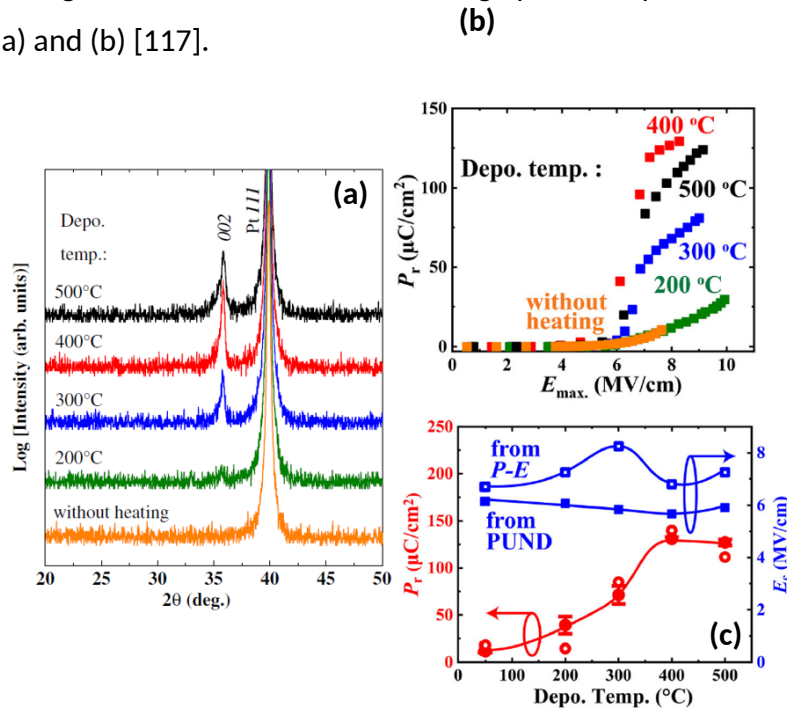 (b)
a) and (b) [117].
(a)
Log [Intensity (arb. units)]
Depo.
temp.:
002
Pt 111
500°C
400°C
300°C
200°C
without heating
20 25 30 35 40 45 50
2θ (deg.)
150
100
50
0
Pr (μC/cm²)
Depo. temp. :
400 °C
500 °C
300 °C
200 °C
without
heating
0 2 4 6 8 10
Emax. (MV/cm)
250
200
150
100
50
0
Pr (μC/cm²)
from
P-E
from
PUND
(c)
8
6
4
2
0
(MV/cm)
0 100 200 300 400 500
Depo. Temp. (°C)